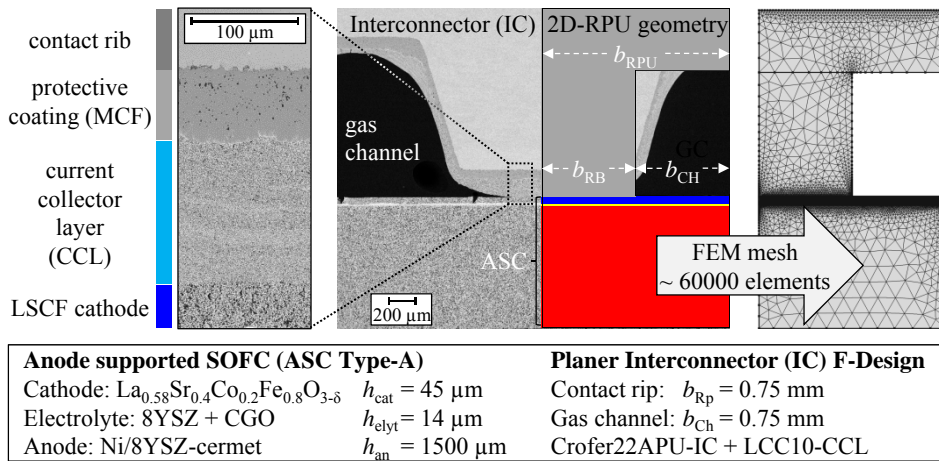 100 µm
Interconnector (IC)
2D-RPU geometry
b_RPU
contact rib
protective
coating (MCF)
gas
channel
GC
b_RB
b_CH
current
collector
layer
(CCL)
ASC
FEM mesh
~ 60000 elements
LSCF cathode
200 µm
Anode supported SOFC (ASC Type-A)
Cathode: La0.58Sr0.4Co0.2Fe0.8O3-δ h_cat = 45 µm
Electrolyte: 8YSZ + CGO h_elyt = 14 µm
Anode: Ni/8YSZ-cermet h_an = 1500 µm
Planer Interconnector (IC) F-Design
Contact rip: b_Rp = 0.75 mm
Gas channel: b_Ch = 0.75 mm
Crofer22APU-IC + LCC10-CCL